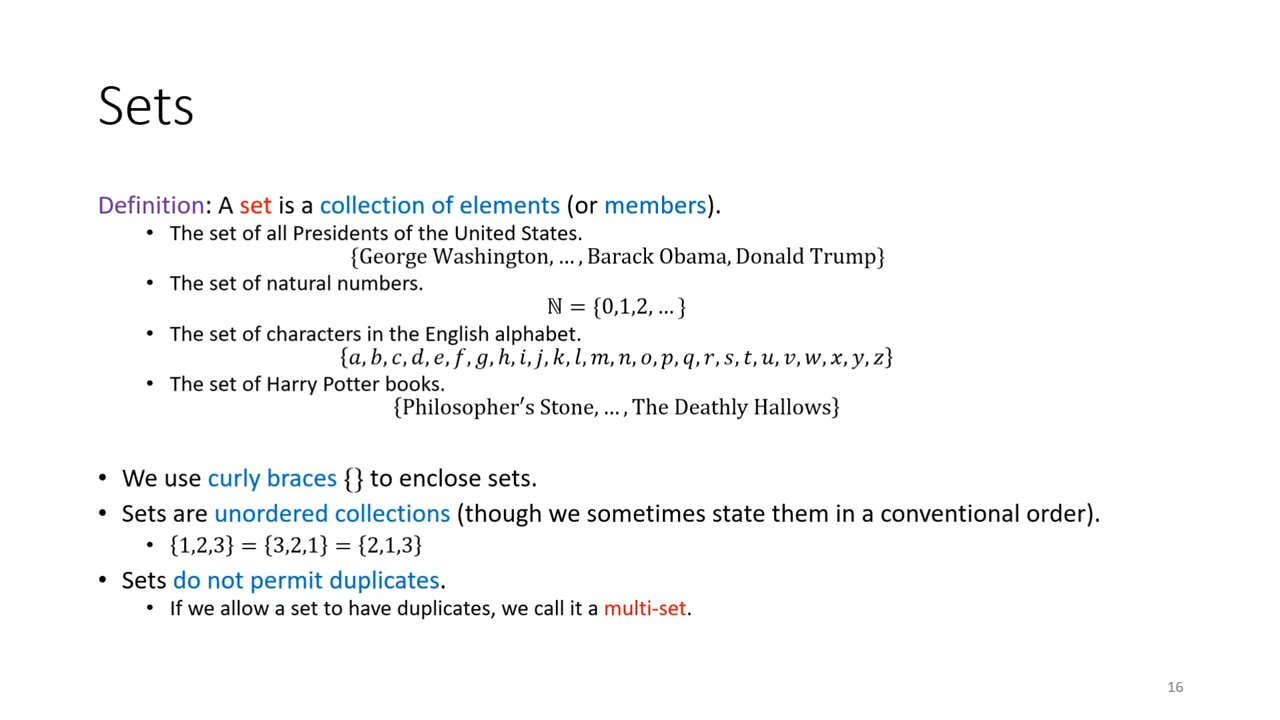 Sets
Definition: A set is a collection of elements (or members).
• The set of all Presidents of the United States.
{George Washington, … , Barack Obama, Donald Trump}
• The set of natural numbers.
ℕ = {0,1,2, … }
• The set of characters in the English alphabet.
{a, b, c, d, e, f, g, h, i, j, k, l, m, n, o, p, q, r, s, t, u, v, w, x, y, z}
• The set of Harry Potter books.
{Philosopher′s Stone, … , The Deathly Hallows}
• We use curly braces {} to enclose sets.
• Sets are unordered collections (though we sometimes state them in a conventional order).
• {1,2,3} = {3,2,1} = {2,1,3}
• Sets do not permit duplicates.
• If we allow a set to have duplicates, we call it a multi-set.
16